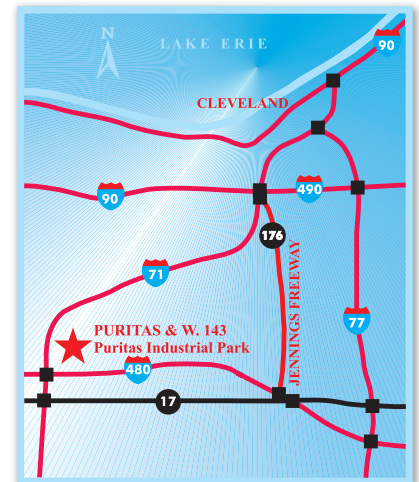 N
LAKE ERIE
90
CLEVELAND
90
490
176
71
JENNINGS FREEWAY
77
PURITAS & W. 143
Puritas Industrial Park
480
17